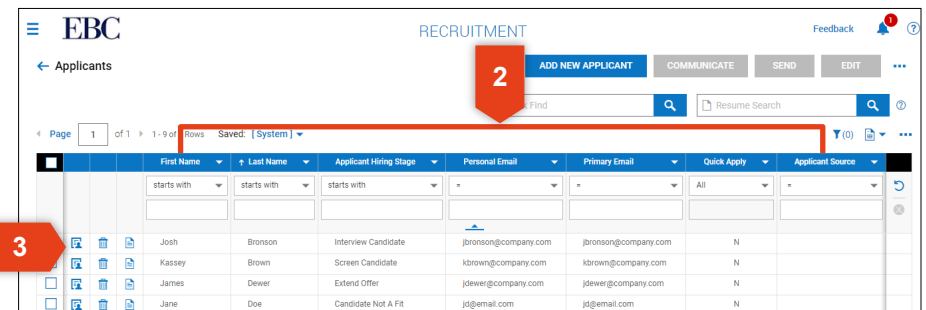 EBC
RECRUITMENT
Feedback
1
Applicants
ADD NEW APPLICANT
COMMUNICATE
SEND
EDIT
2
Find
Resume Search
Page 1 of 1
1 - 9 of Rows
Saved: [ System ]
(0)
First Name
Last Name
Applicant Hiring Stage
Personal Email
Primary Email
Quick Apply
Applicant Source
starts with
starts with
starts with
=
=
All
=
3
Josh Bronson Interview Candidate jbronson@company.com jbronson@company.com N
Kassey Brown Screen Candidate kbrown@company.com kbrown@company.com N
James Dewer Extend Offer jdewer@company.com jdewer@company.com N
Jane Doe Candidate Not A Fit jd@email.com jd@email.com N